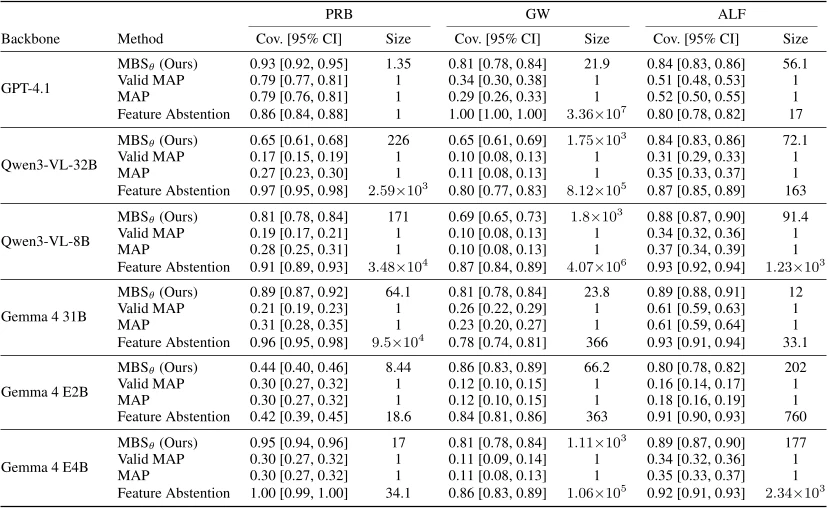 PRB GW ALF
Backbone Method Cov. [95% CI] Size Cov. [95% CI] Size Cov. [95% CI] Size
GPT-4.1
MBSθ (Ours) 0.93 [0.92, 0.95] 1.35 0.81 [0.78, 0.84] 21.9 0.84 [0.83, 0.86] 56.1
Valid MAP 0.79 [0.77, 0.81] 1 0.34 [0.30, 0.38] 1 0.51 [0.48, 0.53] 1
MAP 0.79 [0.76, 0.81] 1 0.29 [0.26, 0.33] 1 0.52 [0.50, 0.55] 1
Feature Abstention 0.86 [0.84, 0.88] 1 1.00 [1.00, 1.00] 3.36×10⁷ 0.80 [0.78, 0.82] 17
Qwen3-VL-32B
MBSθ (Ours) 0.65 [0.61, 0.68] 226 0.65 [0.61, 0.69] 1.75×10³ 0.84 [0.83, 0.86] 72.1
Valid MAP 0.17 [0.15, 0.19] 1 0.10 [0.08, 0.13] 1 0.31 [0.29, 0.33] 1
MAP 0.27 [0.23, 0.30] 1 0.11 [0.08, 0.13] 1 0.35 [0.33, 0.37] 1
Feature Abstention 0.97 [0.95, 0.98] 2.59×10³ 0.80 [0.77, 0.83] 8.12×10⁵ 0.87 [0.85, 0.89] 163
Qwen3-VL-8B
MBSθ (Ours) 0.81 [0.78, 0.84] 171 0.69 [0.65, 0.73] 1.8×10³ 0.88 [0.87, 0.90] 91.4
Valid MAP 0.19 [0.17, 0.21] 1 0.10 [0.08, 0.13] 1 0.34 [0.32, 0.36] 1
MAP 0.28 [0.25, 0.31] 1 0.10 [0.08, 0.13] 1 0.37 [0.34, 0.39] 1
Feature Abstention 0.91 [0.89, 0.93] 3.48×10⁴ 0.87 [0.84, 0.89] 4.07×10⁶ 0.93 [0.92, 0.94] 1.23×10³
Gemma 4 31B
MBSθ (Ours) 0.89 [0.87, 0.92] 64.1 0.81 [0.78, 0.84] 23.8 0.89 [0.88, 0.91] 12
Valid MAP 0.21 [0.19, 0.23] 1 0.26 [0.22, 0.29] 1 0.61 [0.59, 0.63] 1
MAP 0.31 [0.28, 0.35] 1 0.23 [0.20, 0.27] 1 0.61 [0.59, 0.64] 1
Feature Abstention 0.96 [0.95, 0.98] 9.5×10⁴ 0.78 [0.74, 0.81] 366 0.93 [0.91, 0.94] 33.1
Gemma 4 E2B
MBSθ (Ours) 0.44 [0.40, 0.46] 8.44 0.86 [0.83, 0.89] 66.2 0.80 [0.78, 0.82] 202
Valid MAP 0.30 [0.27, 0.32] 1 0.12 [0.10, 0.15] 1 0.16 [0.14, 0.17] 1
MAP 0.30 [0.27, 0.32] 1 0.12 [0.10, 0.15] 1 0.18 [0.16, 0.19] 1
Feature Abstention 0.42 [0.39, 0.45] 18.6 0.84 [0.81, 0.86] 363 0.91 [0.90, 0.93] 760
Gemma 4 E4B
MBSθ (Ours) 0.95 [0.94, 0.96] 17 0.81 [0.78, 0.84] 1.11×10³ 0.89 [0.87, 0.90] 177
Valid MAP 0.30 [0.27, 0.32] 1 0.11 [0.09, 0.14] 1 0.34 [0.32, 0.36] 1
MAP 0.30 [0.27, 0.32] 1 0.11 [0.08, 0.13] 1 0.35 [0.33, 0.37] 1
Feature Abstention 1.00 [0.99, 1.00] 34.1 0.86 [0.83, 0.89] 1.06×10⁵ 0.92 [0.91, 0.93] 2.34×10³